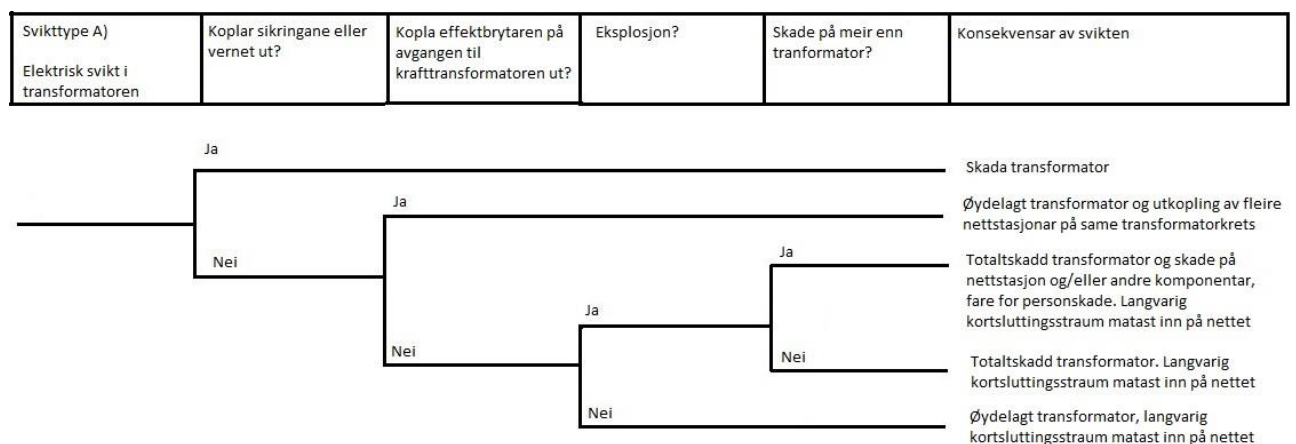 Svikttype A)
Elektrisk svikt i
transformatoren
Koplar sikringane eller
vernet ut?
Kopla effektbrytaren på
avgangen til
krafttransformatoren ut?
Eksplosjon?
Skade på meir enn
tranformator?
Konsekvensar av svikten
Ja
Skada transformator
Ja
Øydelagt transformator og utkopling av fleire
nettstasjonar på same transformatorkrets
Nei
Ja
Totaltskadd transformator og skade på
nettstasjon og/eller andre komponentar,
fare for personskade. Langvarig
kortsluttingsstraum matast inn på nettet
Ja
Nei
Nei
Totaltskadd transformator. Langvarig
kortsluttingsstraum matast inn på nettet
Nei
Øydelagt transformator, langvarig
kortsluttingsstraum matast inn på nettet